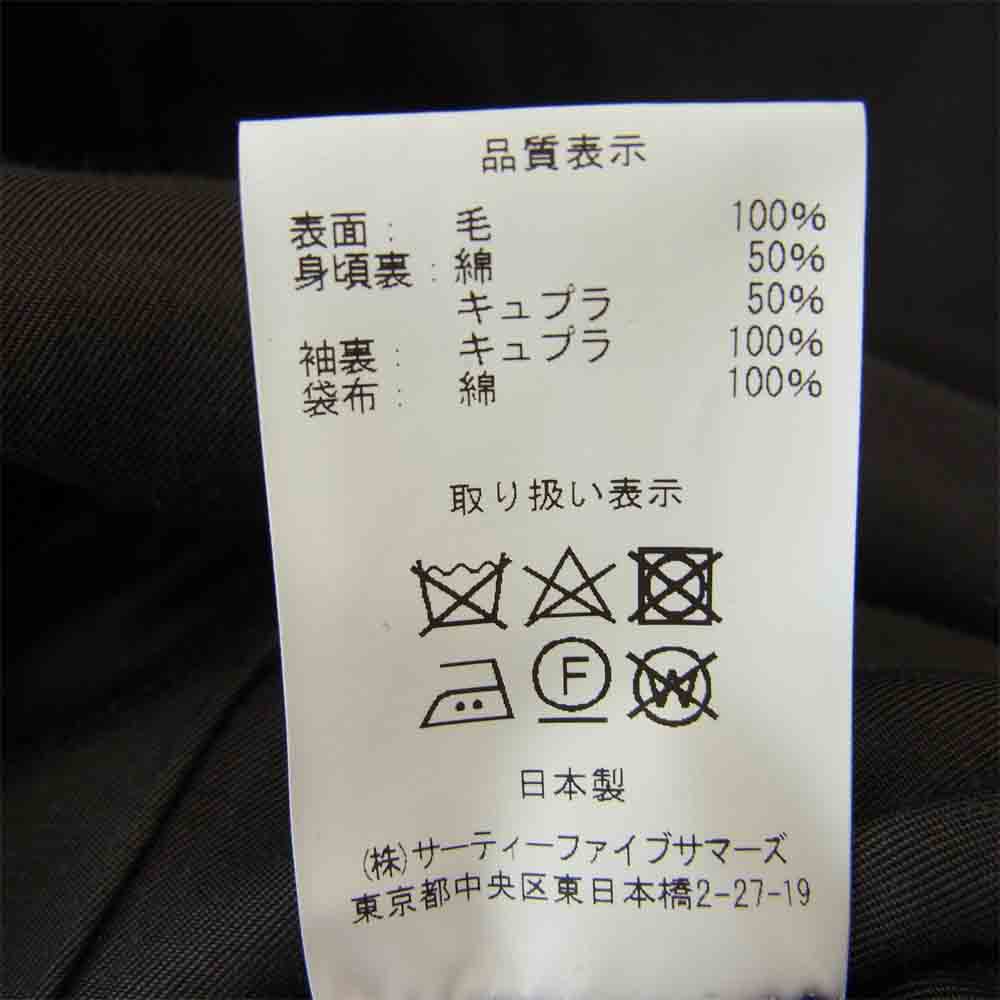 品質表示
表面: 毛 100%
身頃裏: 綿 50%
キュプラ 50%
袖裏: キュプラ 100%
袋布: 綿 100%
取り扱い表示
F W
日本製
(株)サーティーファイブサマーズ
東京都中央区東日本橋2-27-19